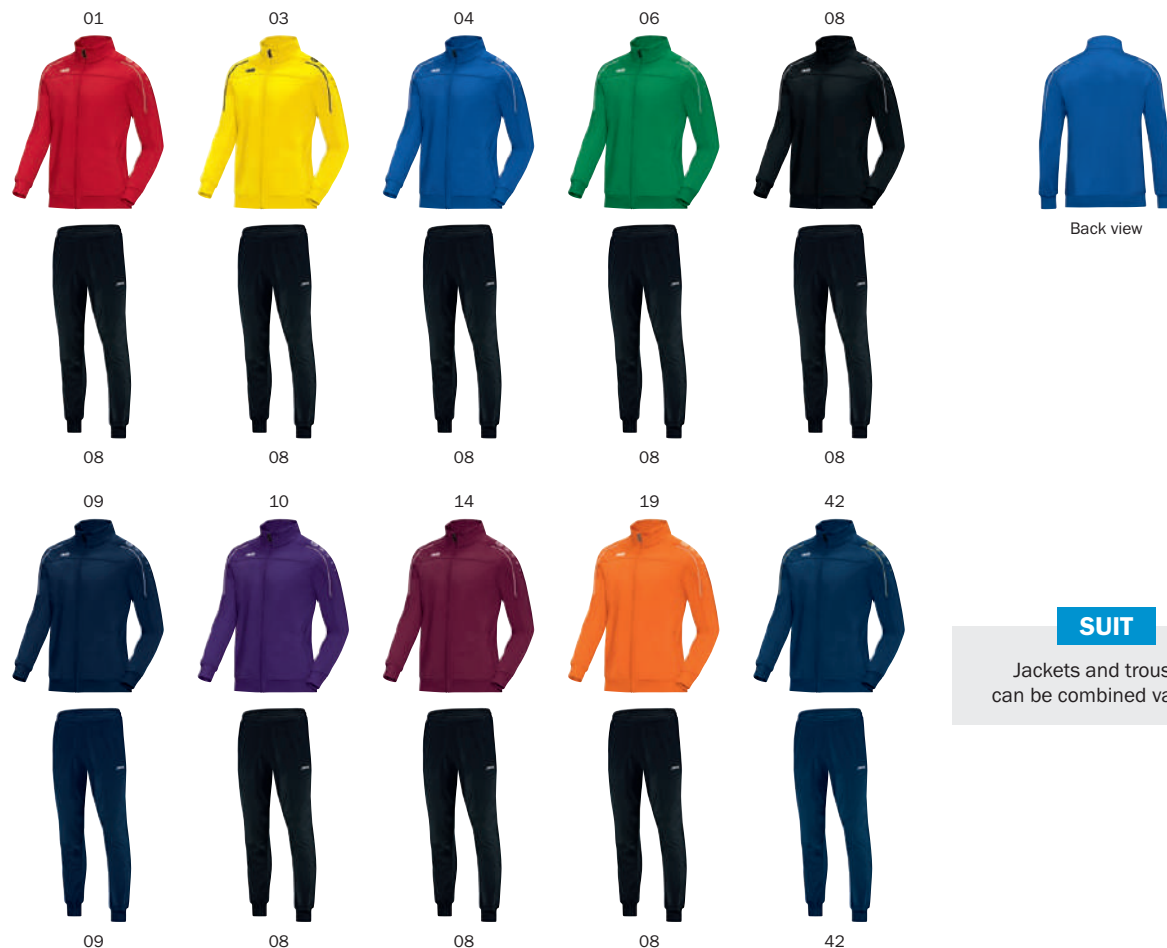 01 03 04 06 08
Back view
08 08 08 08 08
09 10 14 19 42
SUIT
Jackets and trous
can be combined va
09 08 08 08 42